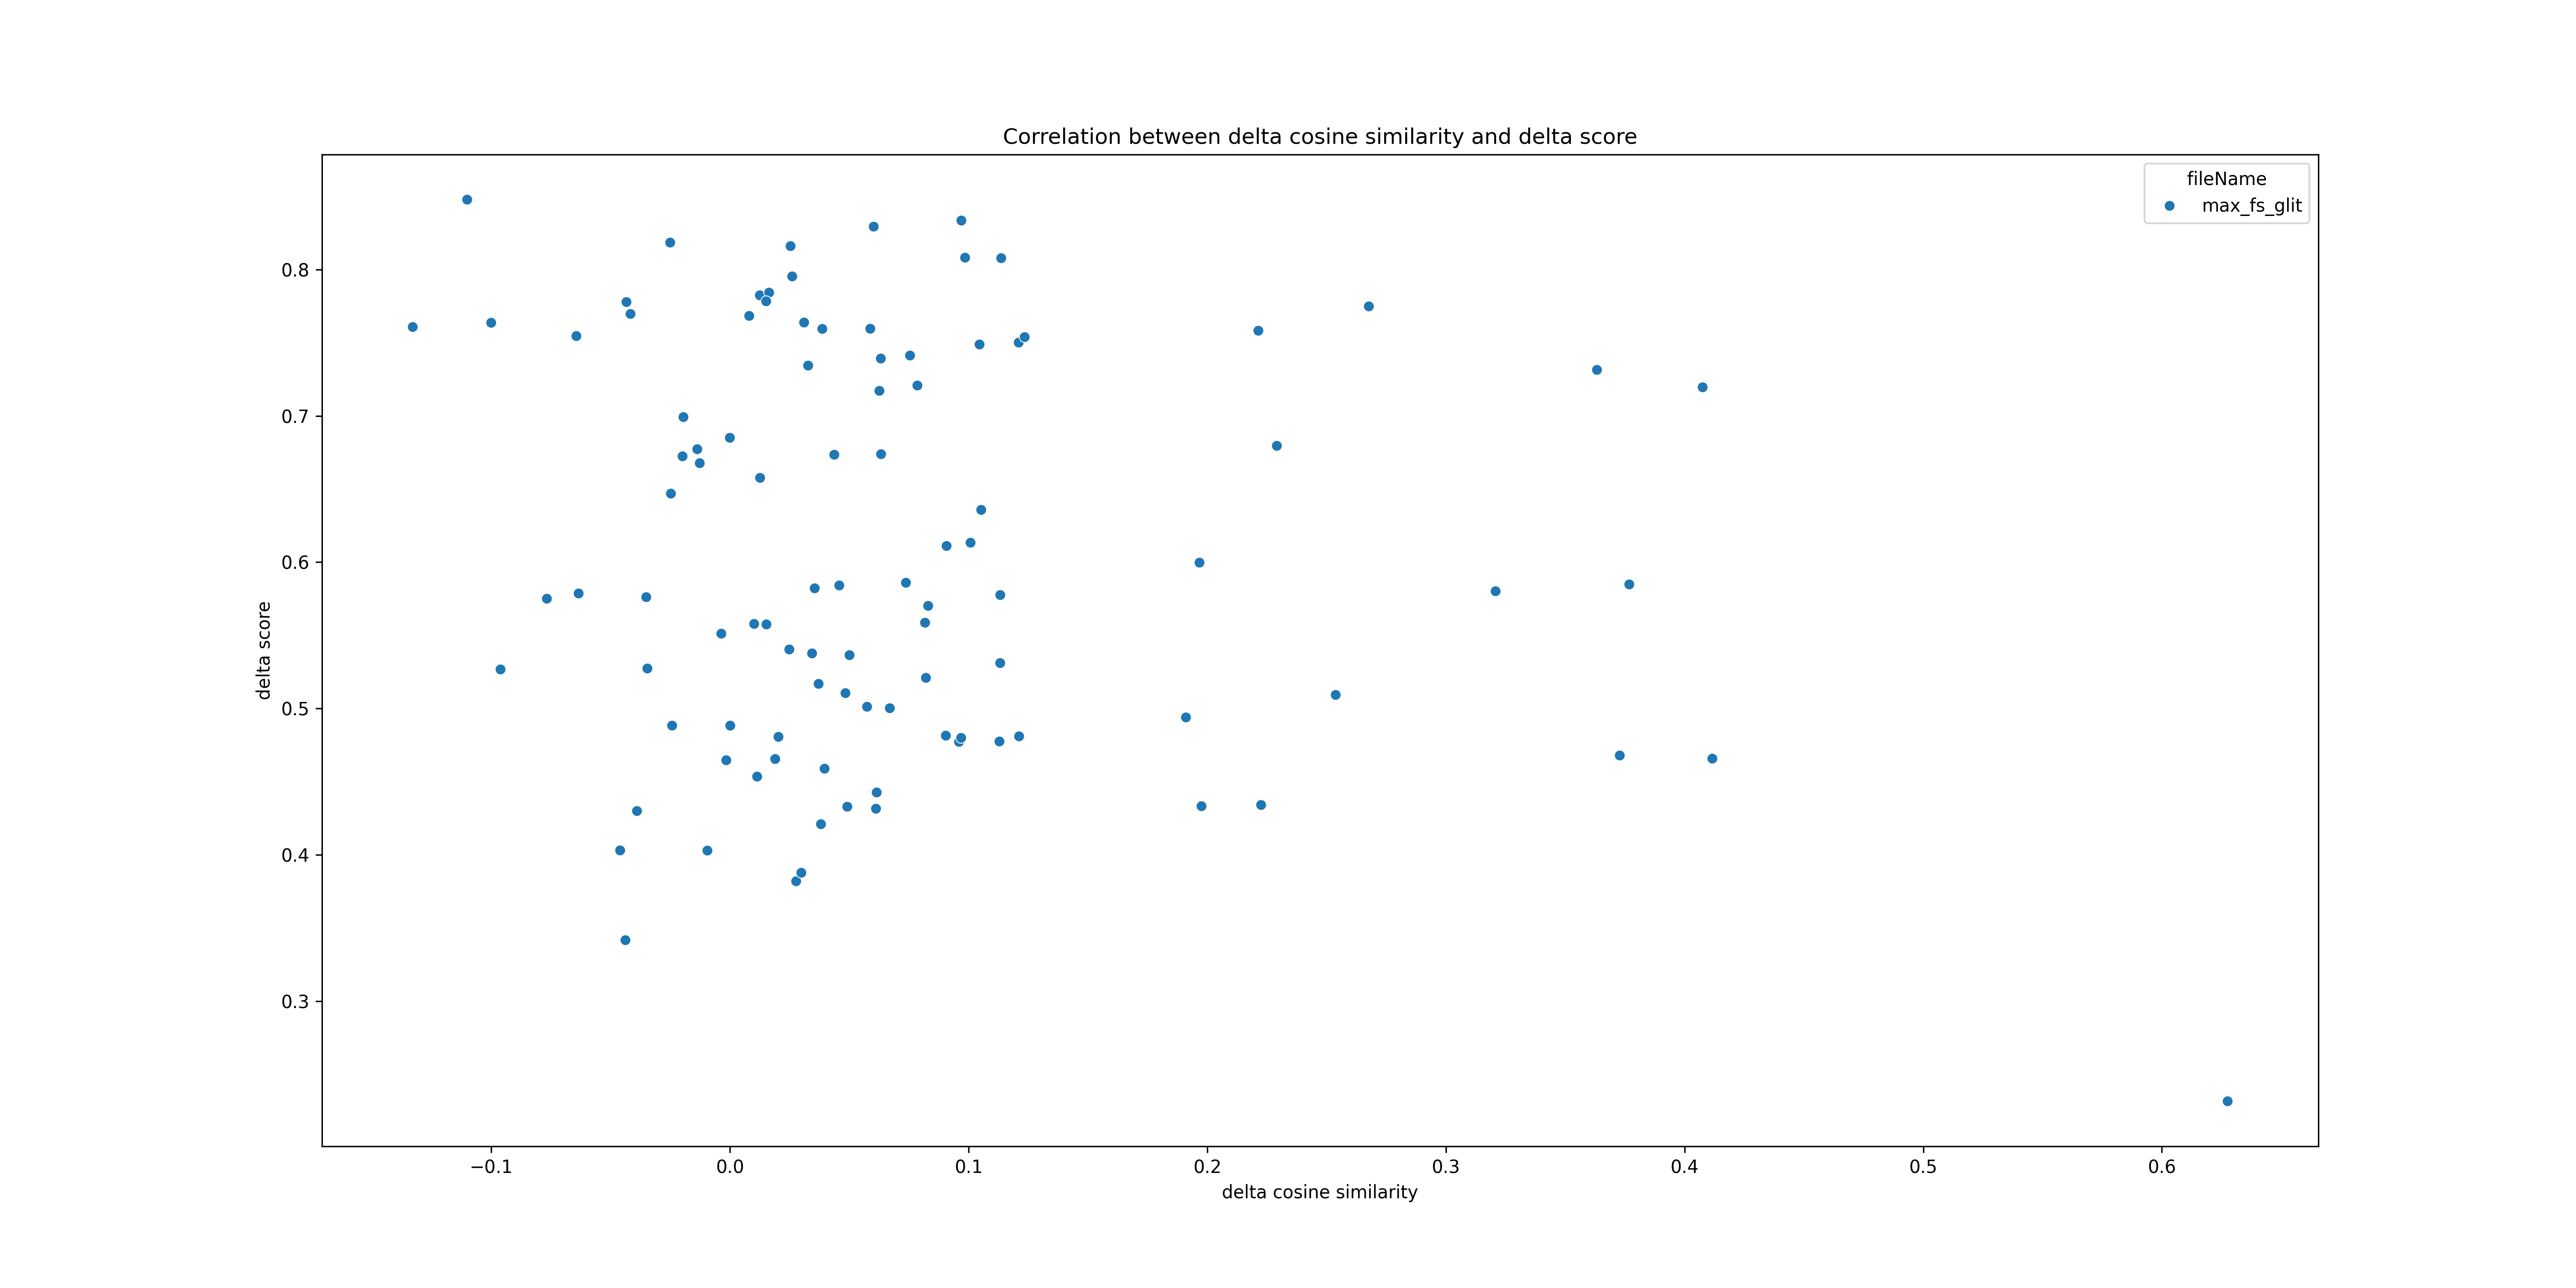 Correlation between delta cosine similarity and delta score
fileName
max_fs_glit
0.8
0.7
0.6
0.5
0.4
0.3
delta score
−0.1 0.0 0.1 0.2 0.3 0.4 0.5 0.6
delta cosine similarity